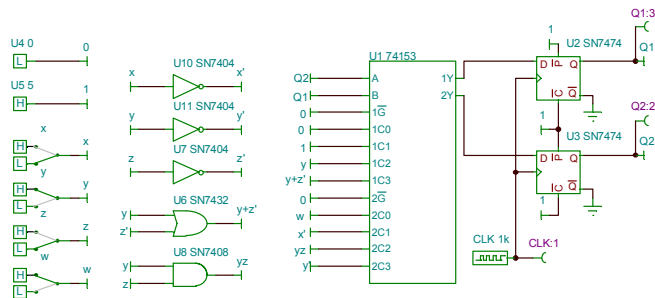 U4 0
L
0
U5 5
H
1
x
H
L
x
y
H
L
y
z
H
L
z
w
H
L
w
U10 SN7404
x
x'
U11 SN7404
y
y'
U7 SN7404
z
z'
U6 SN7432
y
z'
y+z'
U8 SN7408
y
z
yz
U1 74153
Q2
A
1Y
Q1
B
2Y
0
1G
0
1C0
1
1C1
y
1C2
y+z'
1C3
0
2G
w
2C0
x'
2C1
yz
2C2
y'
2C3
Q1:3
1
U2 SN7474
Q1
D P Q
C Q
Q2:2
1
U3 SN7474
Q2
D P Q
C Q
1
CLK 1k
CLK:1